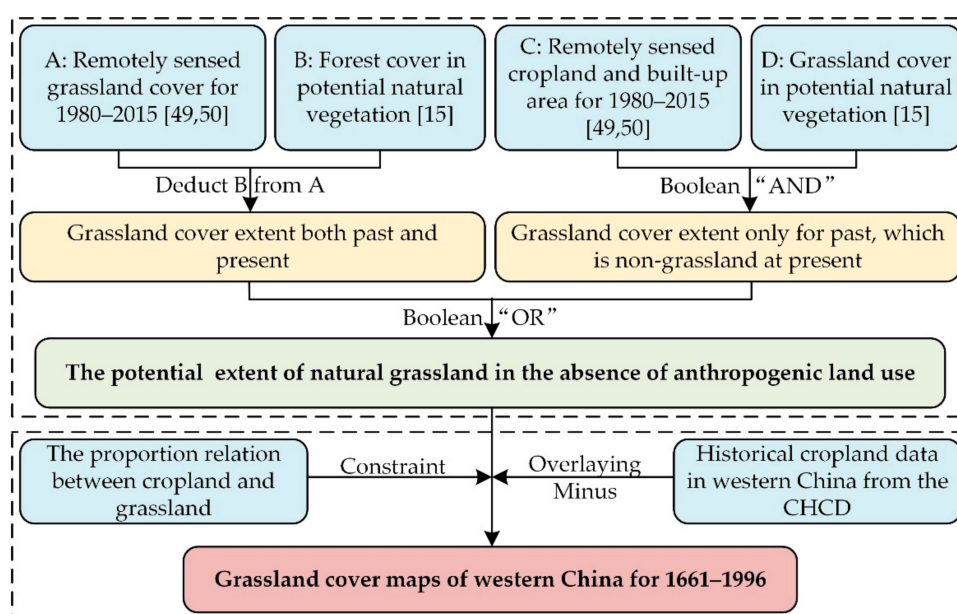 A: Remotely sensed
grassland cover for
1980–2015 [49,50]
B: Forest cover in
potential natural
vegetation [15]
C: Remotely sensed
cropland and built-up
area for 1980–2015
[49,50]
D: Grassland cover
in potential natural
vegetation [15]
Deduct B from A
Boolean “AND”
Grassland cover extent both past and
present
Grassland cover extent only for past, which
is non-grassland at present
Boolean “OR”
The potential extent of natural grassland in the absence of anthropogenic land use
The proportion relation
between cropland and
grassland
Constraint
Overlaying
Minus
Historical cropland data
in western China from the
CHCD
Grassland cover maps of western China for 1661–1996